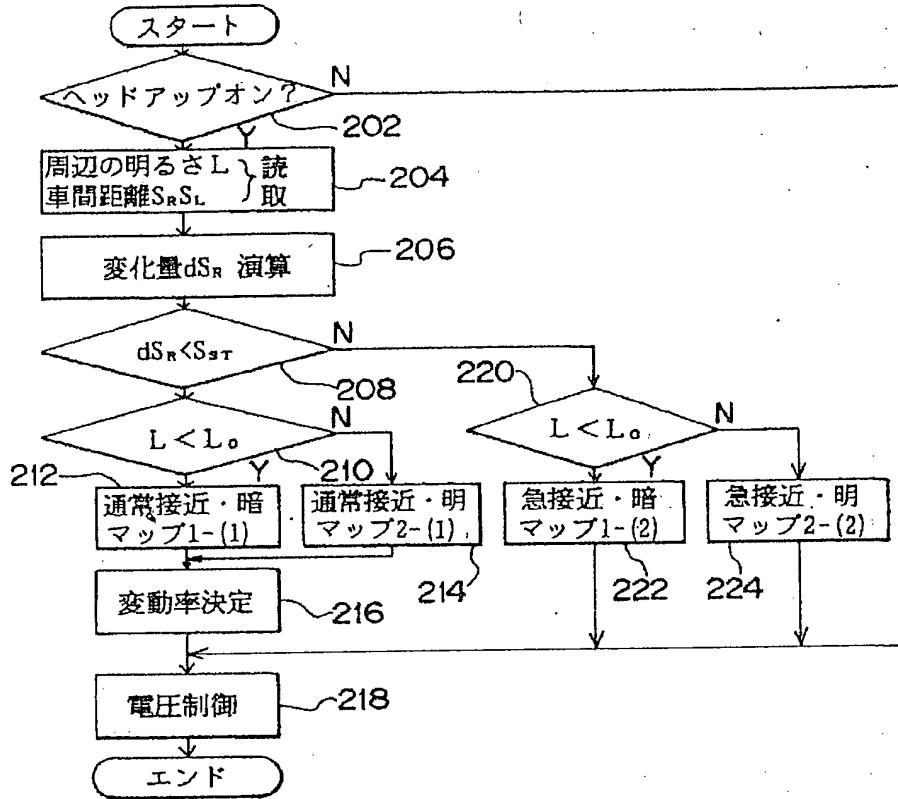 スタート
ヘッドアップオン?
N
Y
202
周辺の明るさL
車間距離SRSL
読
取
204
変化量dSR 演算
206
dSR<SST
N
208
220
L<L0
N
Y
210
212
L<L0
N
Y
通常接近・暗
マップ1-(1)
通常接近・明
マップ2-(1)
214
急接近・暗
マップ1-(2)
222
急接近・明
マップ2-(2)
224
変動率決定
216
電圧制御
218
エンド